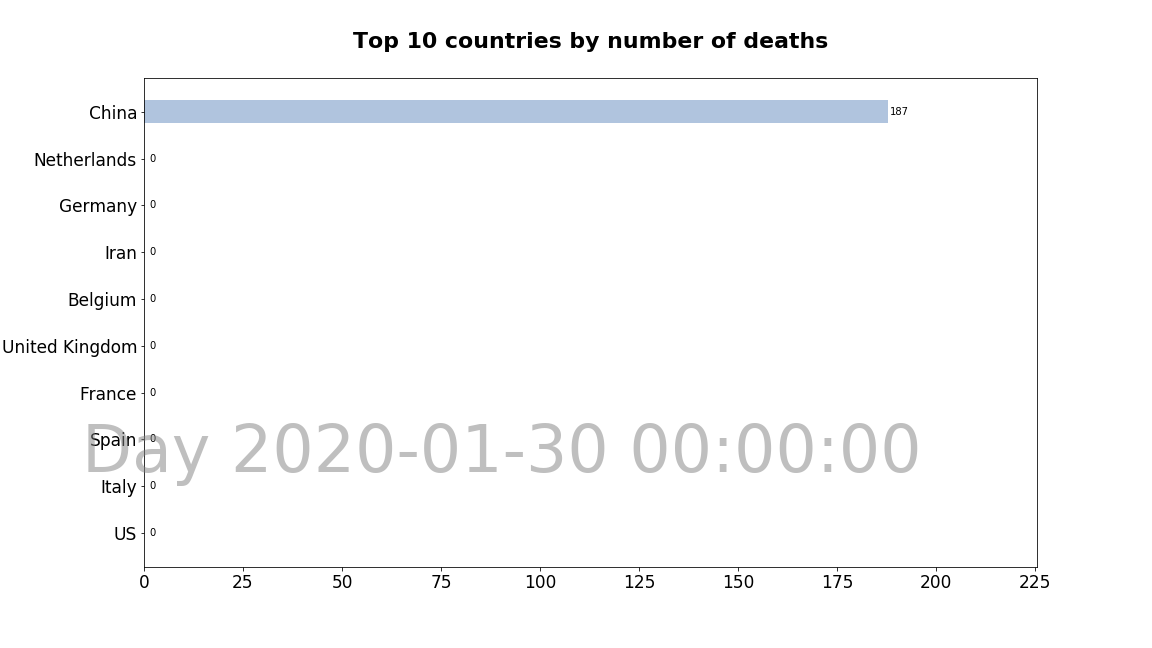 Top 10 countries by number of deaths
China 187
Netherlands 0
Germany 0
Iran 0
Belgium 0
United Kingdom 0
France 0
Spain 0
Day 2020-01-30 00:00:00
Italy 0
US 0
0 25 50 75 100 125 150 175 200 225